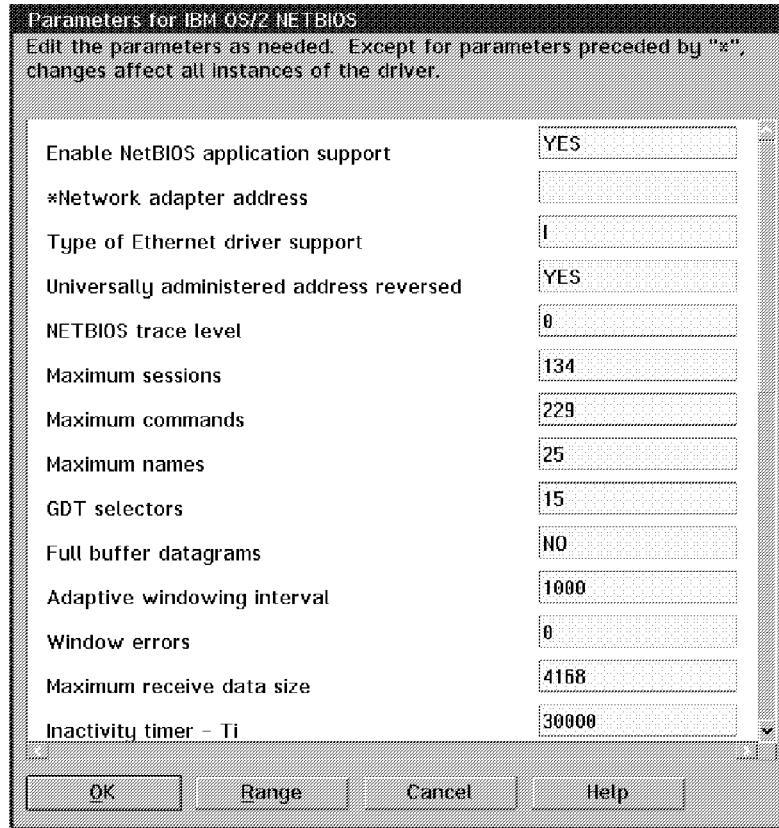 Parameters for IBM OS/2 NETBIOS
Edit the parameters as needed. Except for parameters preceded by "*",
changes affect all instances of the driver.
Enable NetBIOS application support YES
*Network adapter address
Type of Ethernet driver support I
Universally administered address reversed YES
NETBIOS trace level 0
Maximum sessions 134
Maximum commands 229
Maximum names 25
GDT selectors 15
Full buffer datagrams NO
Adaptive windowing interval 1000
Window errors 0
Maximum receive data size 4168
Inactivity timer - Ti 30000
OK Range Cancel Help